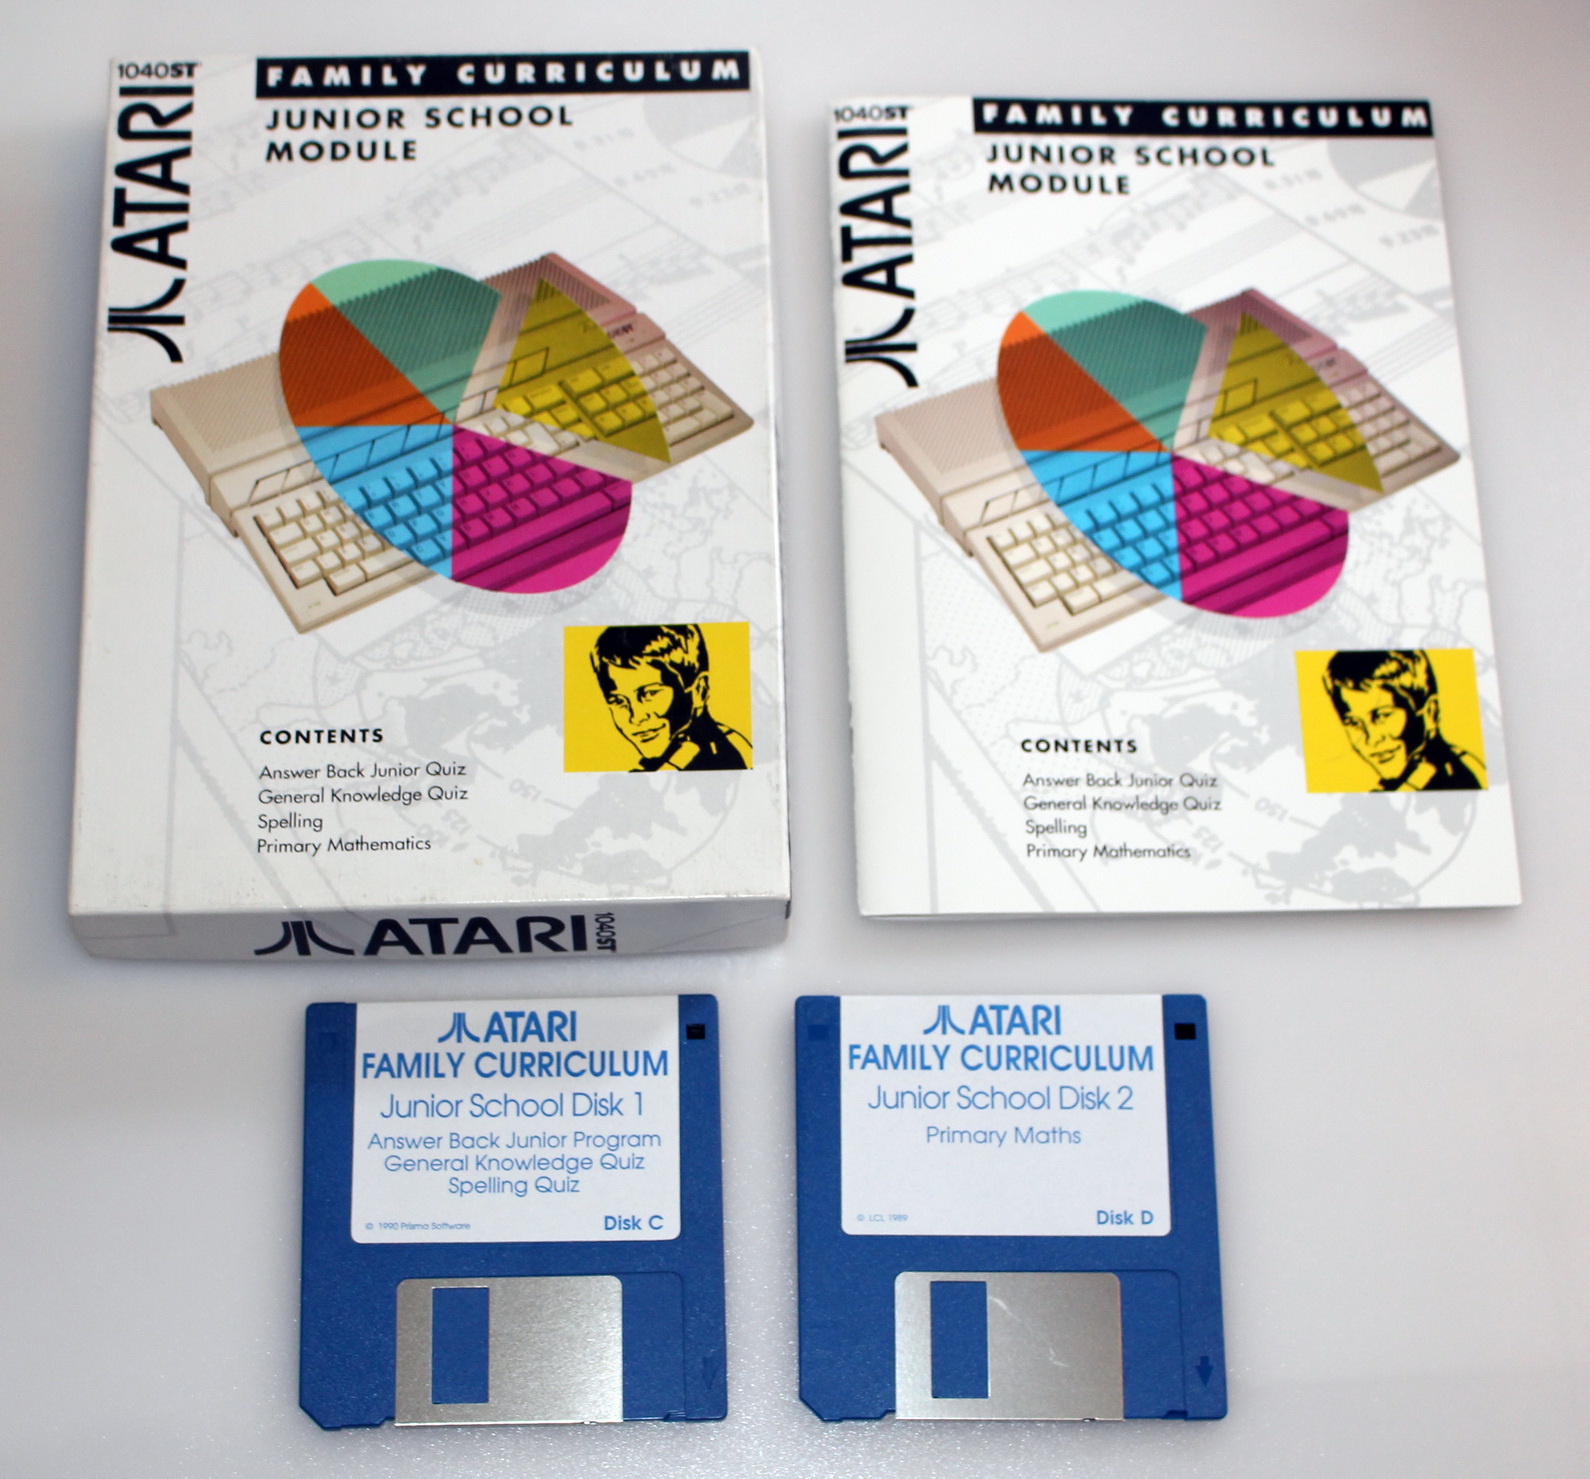 1040ST
ATARI
FAMILY CURRICULUM
JUNIOR SCHOOL
MODULE
CONTENTS
Answer Back Junior Quiz
General Knowledge Quiz
Spelling
Primary Mathematics
ATARI
1040ST
1040ST
ATARI
FAMILY CURRICULUM
JUNIOR SCHOOL
MODULE
CONTENTS
Answer Back Junior Quiz
General Knowledge Quiz
Spelling
Primary Mathematics
ATARI
FAMILY CURRICULUM
Junior School Disk 1
Answer Back Junior Program
General Knowledge Quiz
Spelling Quiz
© 1990 Prisma Software
Disk C
ATARI
FAMILY CURRICULUM
Junior School Disk 2
Primary Maths
© LCL 1989
Disk D